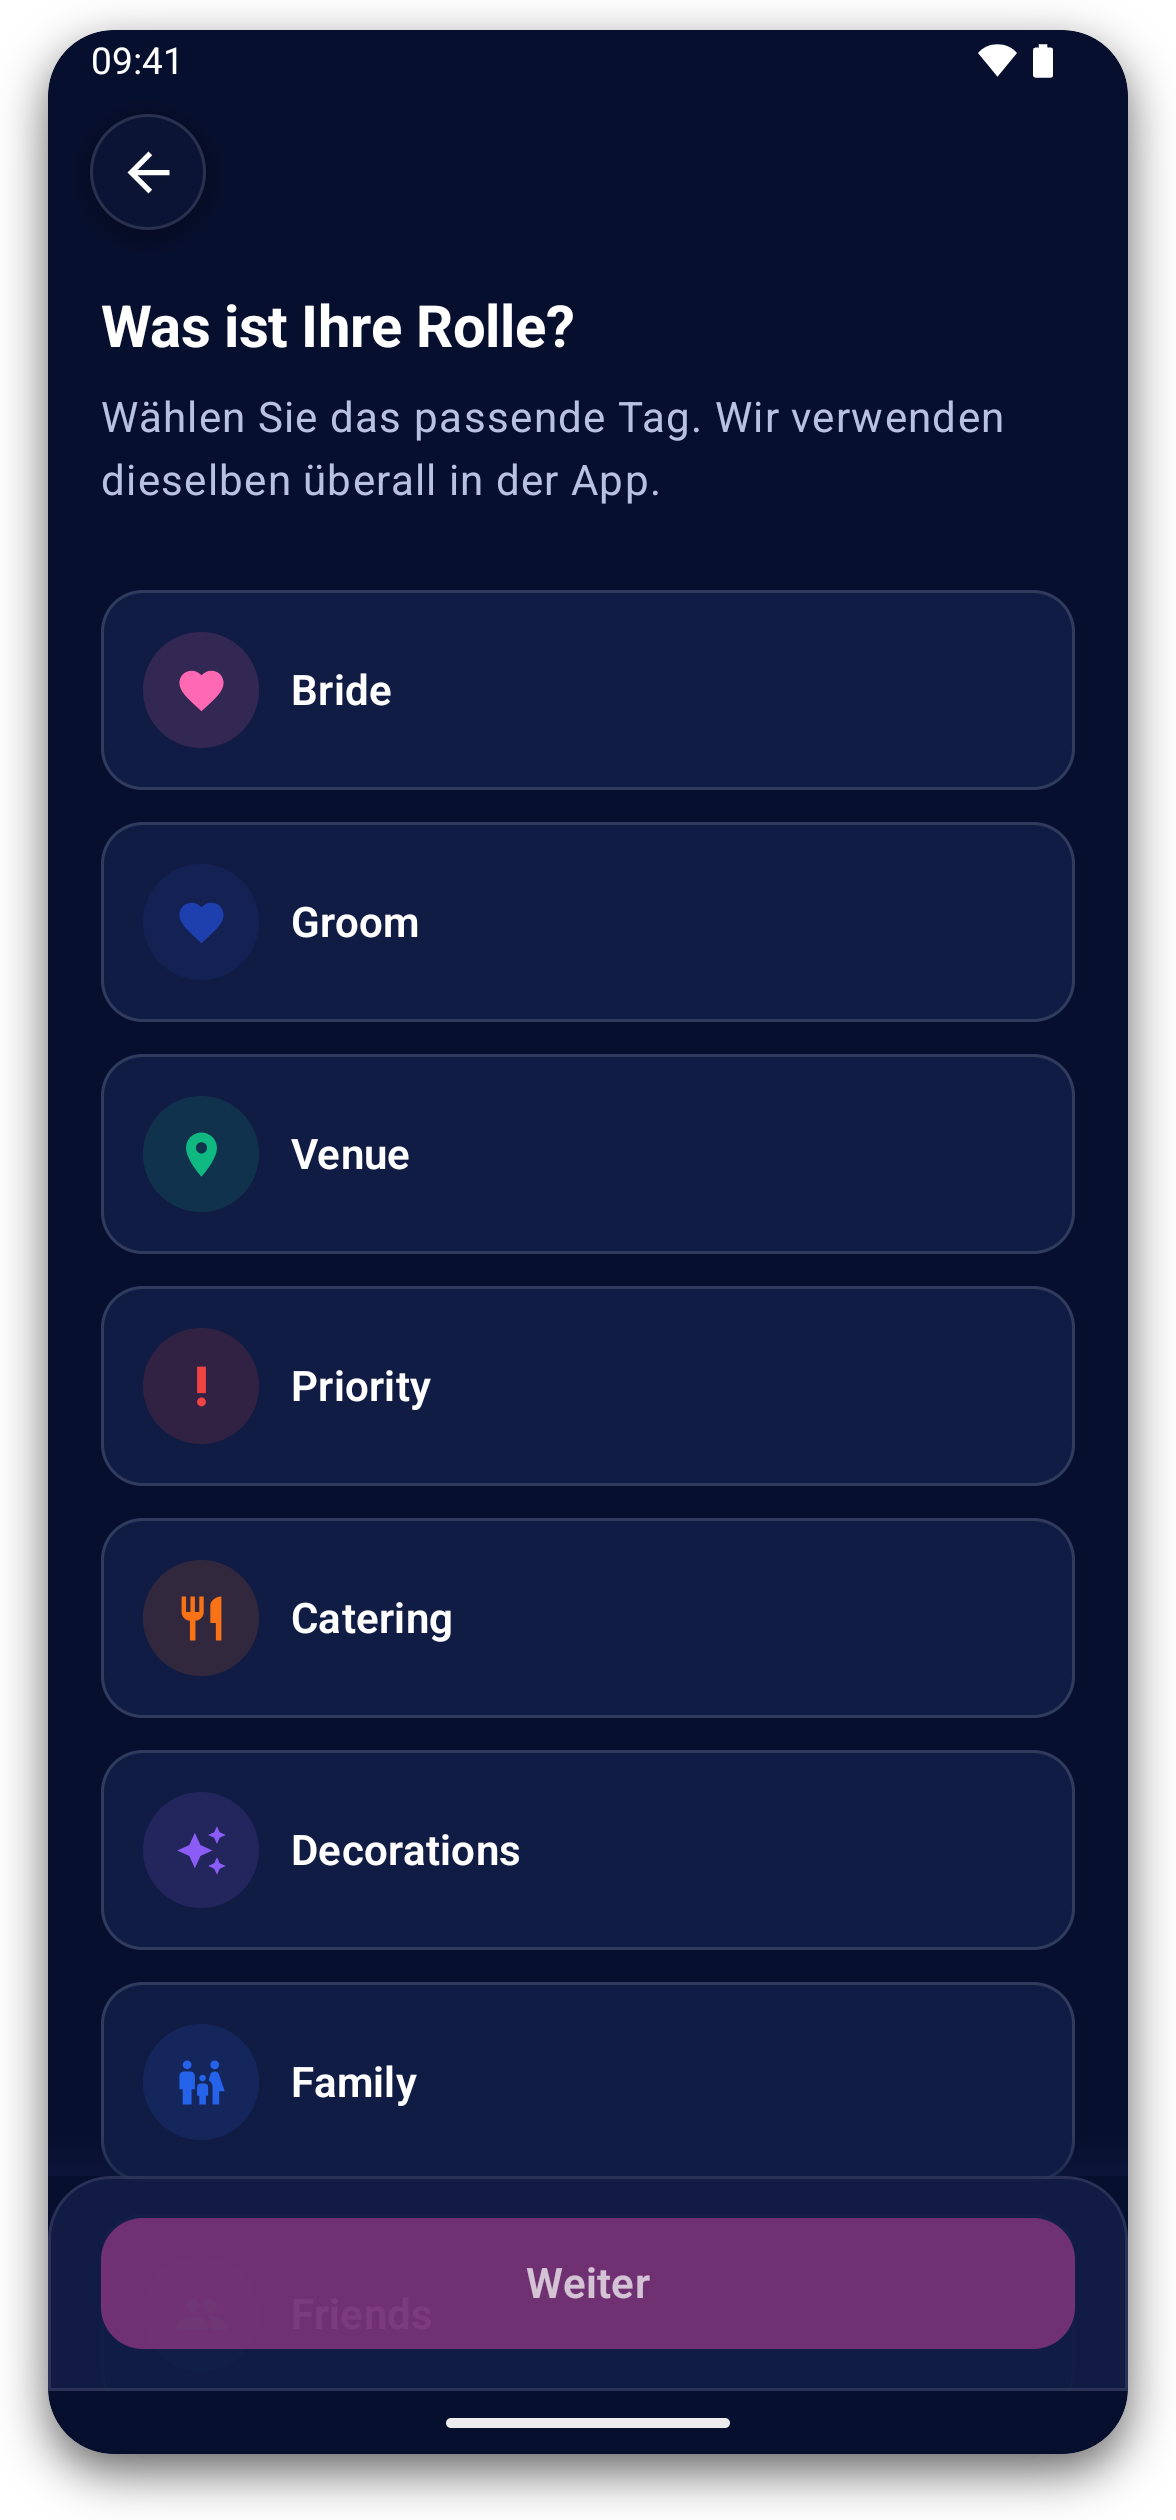 09:41
Was ist Ihre Rolle?
Wählen Sie das passende Tag. Wir verwenden
dieselben überall in der App.
Bride
Groom
Venue
Priority
Catering
Decorations
Family
Weiter
Friends